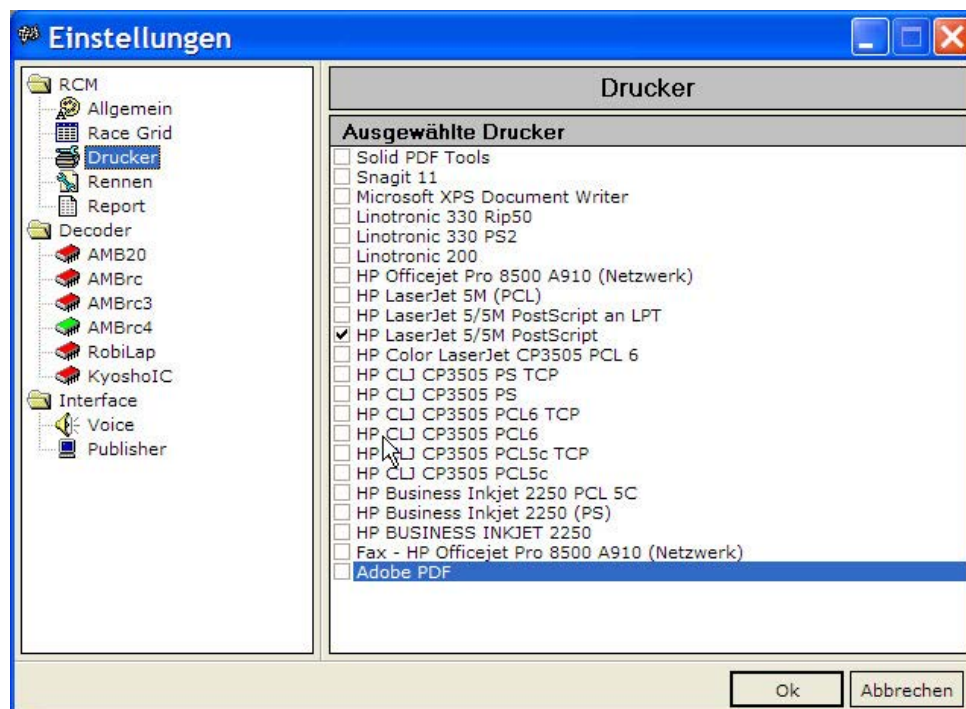 Einstellungen
RCM
Allgemein
Race Grid
Drucker
Rennen
Report
Decoder
AMB20
AMBrc
AMBrc3
AMBrc4
RobiLap
KyoshoIC
Interface
Voice
Publisher
Drucker
Ausgewählte Drucker
Solid PDF Tools
Snagit 11
Microsoft XPS Document Writer
Linotronic 330 Rip50
Linotronic 330 PS2
Linotronic 200
HP Officejet Pro 8500 A910 (Netzwerk)
HP LaserJet 5M (PCL)
HP LaserJet 5/5M PostScript an LPT
HP LaserJet 5/5M PostScript
HP Color LaserJet CP3505 PCL 6
HP CLJ CP3505 PS TCP
HP CLJ CP3505 PS
HP CLJ CP3505 PCL6 TCP
HP CLJ CP3505 PCL6
HP CLJ CP3505 PCL5c TCP
HP CLJ CP3505 PCL5c
HP Business Inkjet 2250 PCL 5C
HP Business Inkjet 2250 (PS)
HP BUSINESS INKJET 2250
Fax - HP Officejet Pro 8500 A910 (Netzwerk)
Adobe PDF
Ok
Abbrechen